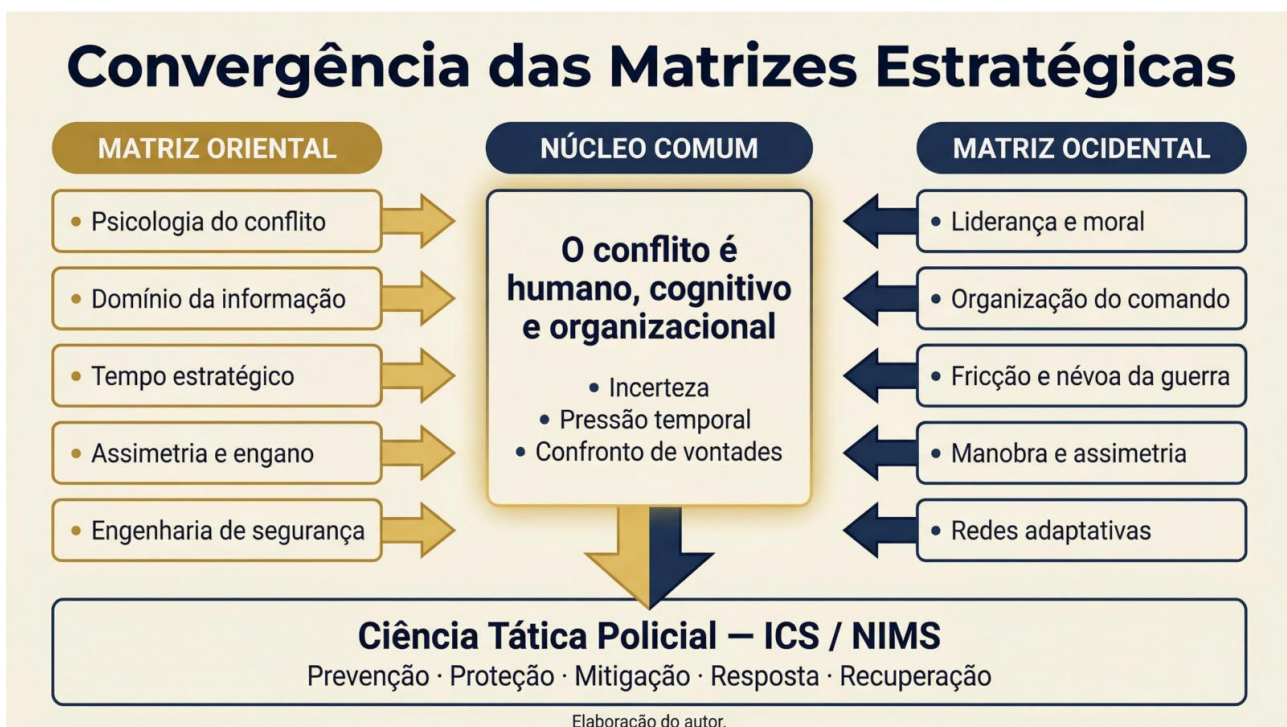 Convergência das Matrizes Estratégicas
MATRIZ ORIENTAL
• Psicologia do conflito
• Domínio da informação
• Tempo estratégico
• Assimetria e engano
• Engenharia de segurança
NÚCLEO COMUM
O conflito é
humano, cognitivo
e organizacional
• Incerteza
• Pressão temporal
• Confronto de vontades
MATRIZ OCIDENTAL
• Liderança e moral
• Organização do comando
• Fricção e névoa da guerra
• Manobra e assimetria
• Redes adaptativas
Ciência Tática Policial — ICS / NIMS
Prevenção · Proteção · Mitigação · Resposta · Recuperação
Elaboração do autor.